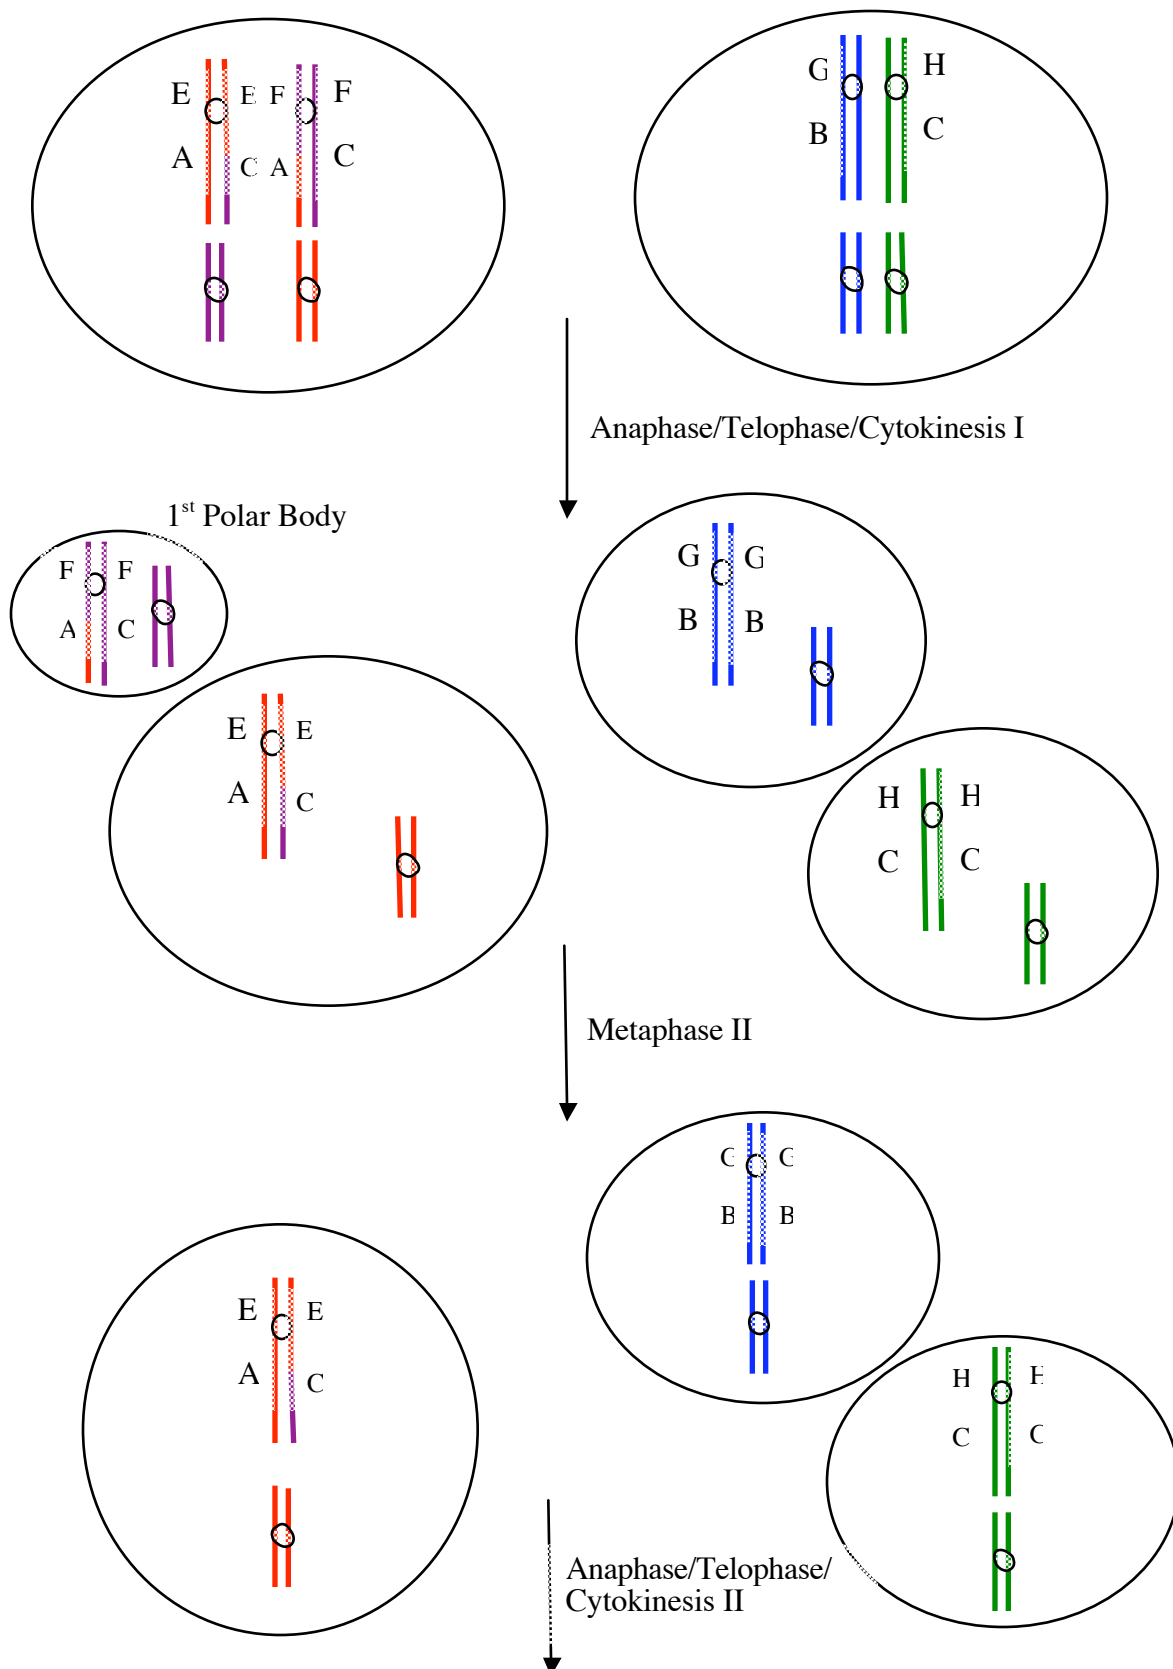 E E F F
A C A C
G H
B C
Anaphase/Telophase/Cytokinesis I
1st Polar Body
F F
A C
G G
B B
E E
A C
H H
C C
Metaphase II
G G
B B
E E
A C
H H
C C
Anaphase/Telophase/
Cytokinesis II